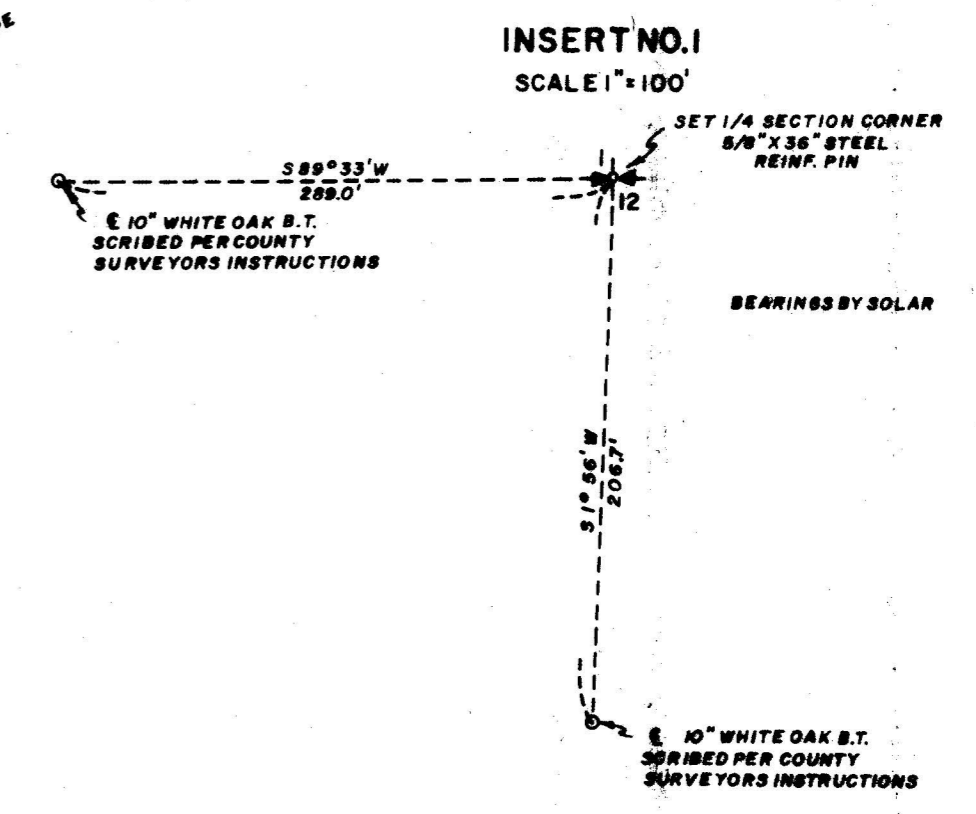 INSERT NO.1
SCALE 1"=100'
SET 1/4 SECTION CORNER
5/8"X36" STEEL
REINF. PIN
S 89°33' W
289.0'
12
℄ 10" WHITE OAK B.T.
SCRIBED PER COUNTY
SURVEYORS INSTRUCTIONS
BEARINGS BY SOLAR
S 1° 56' W
206.7'
℄ 10" WHITE OAK B.T.
SCRIBED PER COUNTY
SURVEYORS INSTRUCTIONS